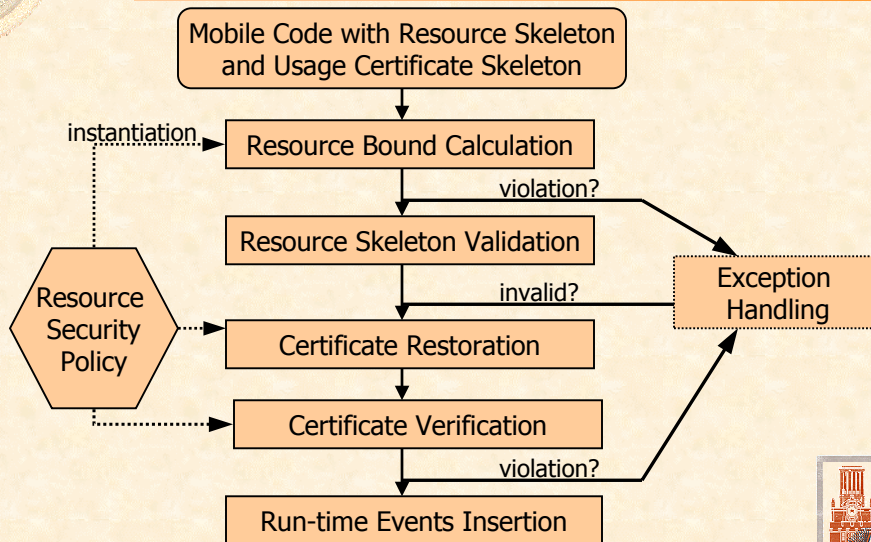 Mobile Code with Resource Skeleton
and Usage Certificate Skeleton
instantiation
Resource Bound Calculation
violation?
Resource Skeleton Validation
Exception
Handling
invalid?
Resource
Security
Policy
Certificate Restoration
Certificate Verification
violation?
Run-time Events Insertion